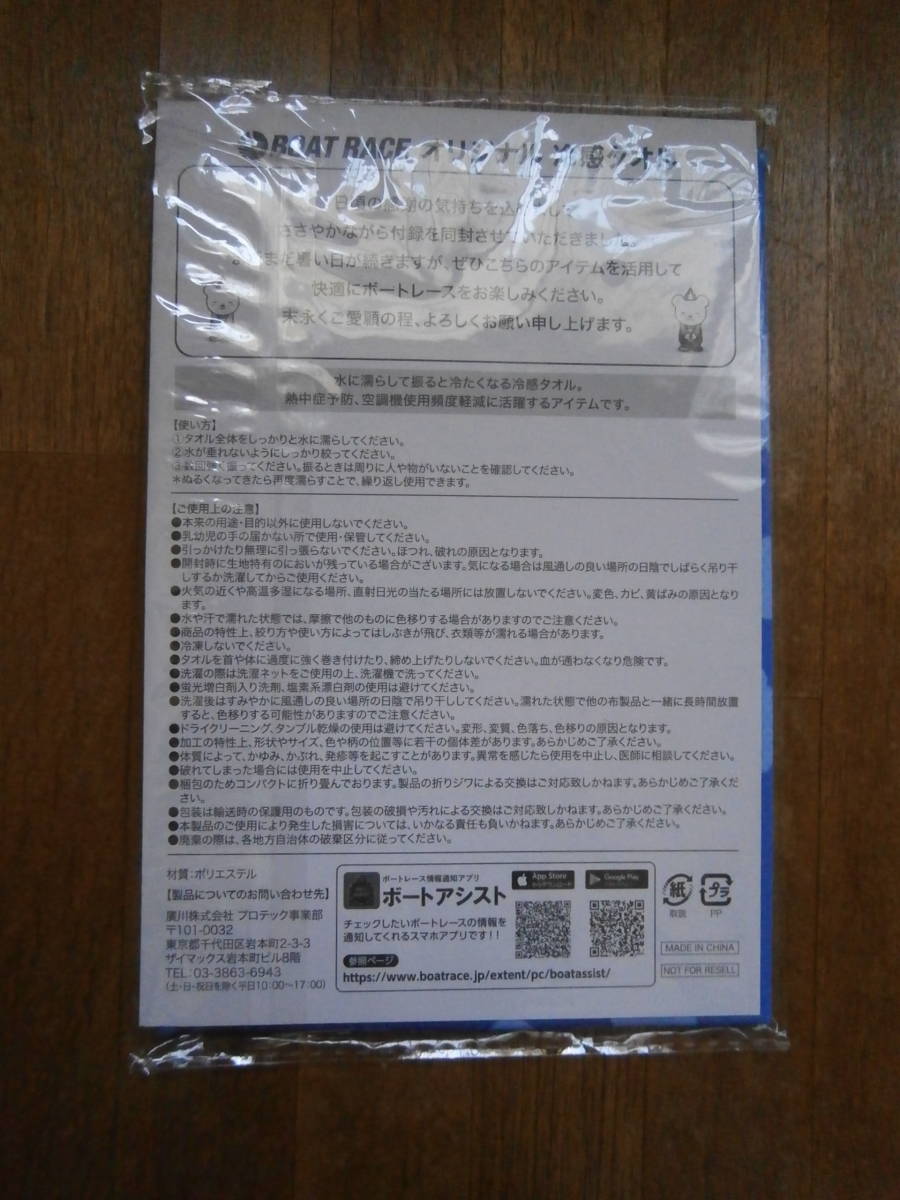 BOAT RACE オリジナル 冷感タオル
日頃の感謝の気持ちを込めまして
ささやかながら付録を同封させていただきました。
まだ暑い日が続きますが、ぜひこちらのアイテムを活用して
快適にボートレースをお楽しみください。
末永くご愛顧の程、よろしくお願い申し上げます。
水に濡らして振ると冷たくなる冷感タオル。
熱中症予防、空調機使用頻度軽減に活躍するアイテムです。
【使い方】
①タオル全体をしっかりと水に濡らしてください。
②水が垂れないようにしっかり絞ってください。
③数回強く振ってください。振るときは周りに人や物がいないことを確認してください。
*ぬるくなってきたら再度濡らすことで、繰り返し使用できます。
【ご使用上の注意】
●本来の用途・目的以外に使用しないでください。
●乳幼児の手の届かない所で使用・保管してください。
●引っかけたり無理に引っ張らないでください。ほつれ、破れの原因となります。
●開封時に生地特有のにおいが残っている場合がございます。気になる場合は風通しの良い場所の日陰でしばらく吊り干
しするか洗濯してからご使用ください。
●火気の近くや高温多湿になる場所、直射日光の当たる場所には放置しないでください。変色、カビ、黄ばみの原因となり
ます。
●水や汗で濡れた状態では、摩擦で他のものに色移りする場合がありますのでご注意ください。
●商品の特性上、絞り方や使い方によってはしぶきが飛び、衣類等が濡れる場合があります。
●冷凍しないでください。
●タオルを首や体に過度に強く巻き付けたり、締め上げたりしないでください。血が通わなくなり危険です。
●洗濯の際は洗濯ネットをご使用の上、洗濯機で洗ってください。
●蛍光増白剤入り洗剤、塩素系漂白剤の使用は避けてください。
●洗濯後はすみやかに風通しの良い場所の日陰で吊り干ししてください。濡れた状態で他の布製品と一緒に長時間放置
すると、色移りする可能性がありますのでご注意ください。
●ドライクリーニング、タンブル乾燥の使用は避けてください。変形、変質、色落ち、色移りの原因となります。
●加工の特性上、形状やサイズ、色や柄の位置等に若干の個体差があります。あらかじめご了承ください。
●体質によって、かゆみ、かぶれ、発疹等を起こすことがあります。異常を感じたら使用を中止し、医師に相談してください。
●破れてしまった場合には使用を中止してください。
●梱包のためコンパクトに折り畳んでおります。製品の折りジワによる交換はご対応致しかねます。あらかじめご了承くだ
さい。
●包装は輸送時の保護用のものです。包装の破損や汚れによる交換はご対応致しかねます。あらかじめご了承ください。
●本製品のご使用により発生した損害については、いかなる責任も負いかねます。あらかじめご了承ください。
●廃棄の際は、各地方自治体の破棄区分に従ってください。
材質：ポリエステル
【製品についてのお問い合わせ先】
廣川株式会社 プロテック事業部
〒101-0032
東京都千代田区岩本町2-3-3
ザイマックス岩本町ビル8階
TEL：03-3863-6943
（土・日・祝日を除く平日10：00〜17：00）
ボートレース情報通知アプリ
ボートアシスト
App Store
からダウンロード
Google Play
チェックしたいボートレースの情報を
通知してくれるスマホアプリです！！
参照ページ
https://www.boatrace.jp/extent/pc/boatassist/
紙
取説
プラ
PP
MADE IN CHINA
NOT FOR RESELL